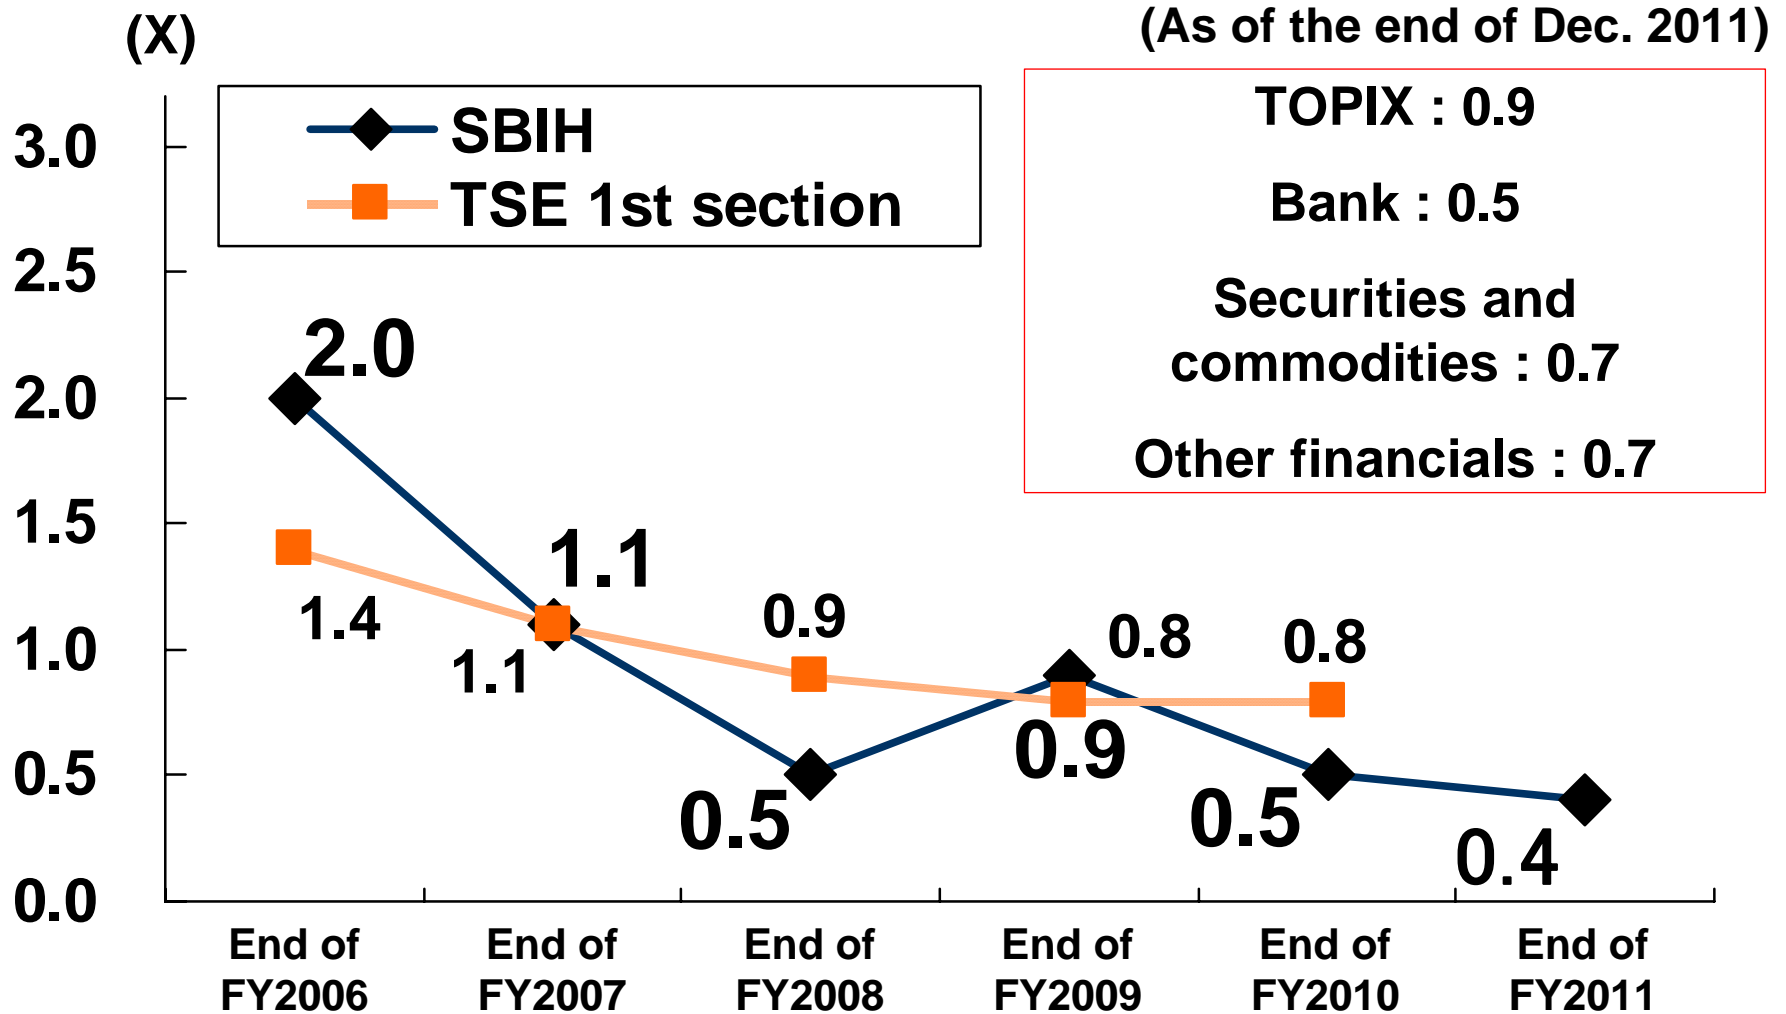 (X)
(As of the end of Dec. 2011)
SBIH
TSE 1st section
TOPIX : 0.9
Bank : 0.5
Securities and
commodities : 0.7
Other financials : 0.7
3.0
2.5
2.0
1.5
1.0
0.5
0.0
2.0
1.4
1.1
1.1
0.9
0.5
0.8
0.9
0.8
0.5
0.4
End of
FY2006
End of
FY2007
End of
FY2008
End of
FY2009
End of
FY2010
End of
FY2011